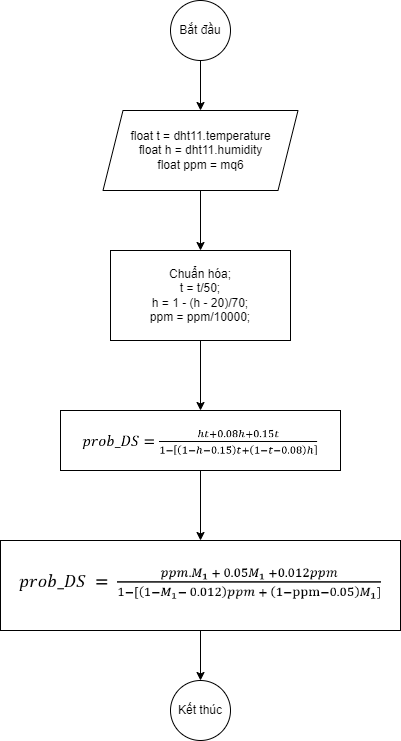 Bắt đầu
float t = dht11.temperature
float h = dht11.humidity
float ppm = mq6
Chuẩn hóa;
t = t/50;
h = 1 - (h - 20)/70;
ppm = ppm/10000;
prob_DS = (ht+0.08h+0.15t)/(1−[(1−h−0.15)t+(1−t−0.08)h])
prob_DS = (ppm.M₁ + 0.05M₁ +0.012ppm)/(1−[(1−M₁−0.012)ppm + (1−ppm−0.05)M₁])
Kết thúc